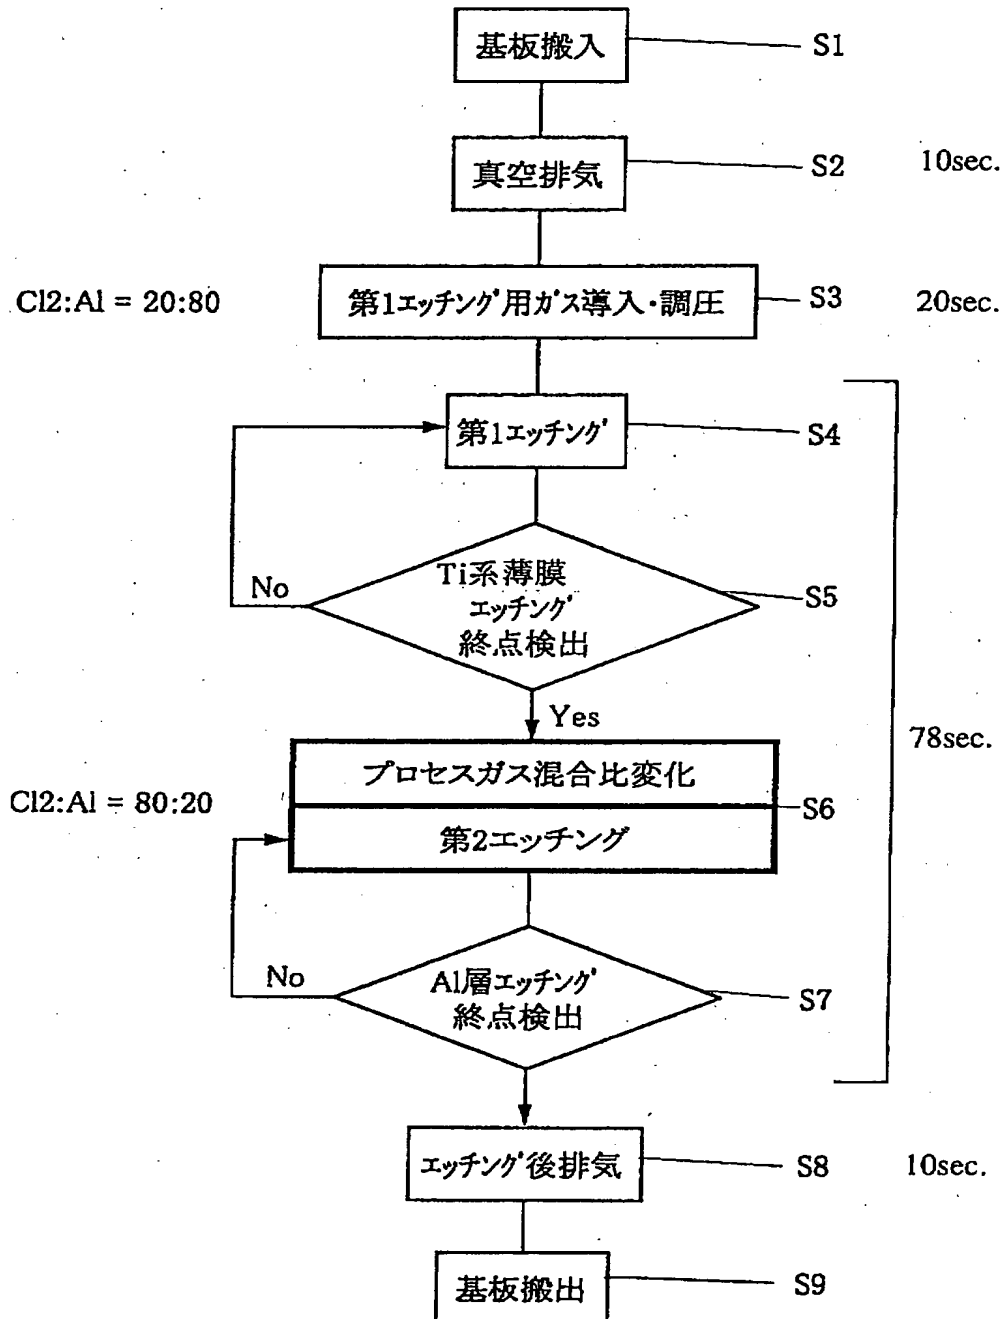 基板搬入
S1
真空排気
S2
10sec.
Cl2:Al = 20:80
第1エッチング用ガス導入・調圧
S3
20sec.
第1エッチング
S4
Ti系薄膜
エッチング
終点検出
S5
No
Yes
78sec.
プロセスガス混合比変化
Cl2:Al = 80:20
S6
第2エッチング
Al層エッチング
終点検出
S7
No
エッチング後排気
S8
10sec.
基板搬出
S9